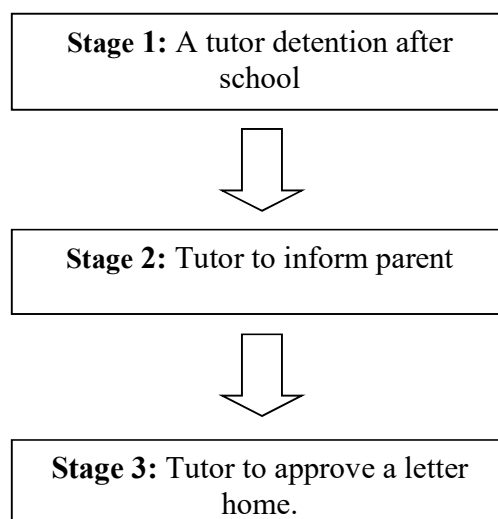 Stage 1: A tutor detention after
school
Stage 2: Tutor to inform parent
Stage 3: Tutor to approve a letter
home.